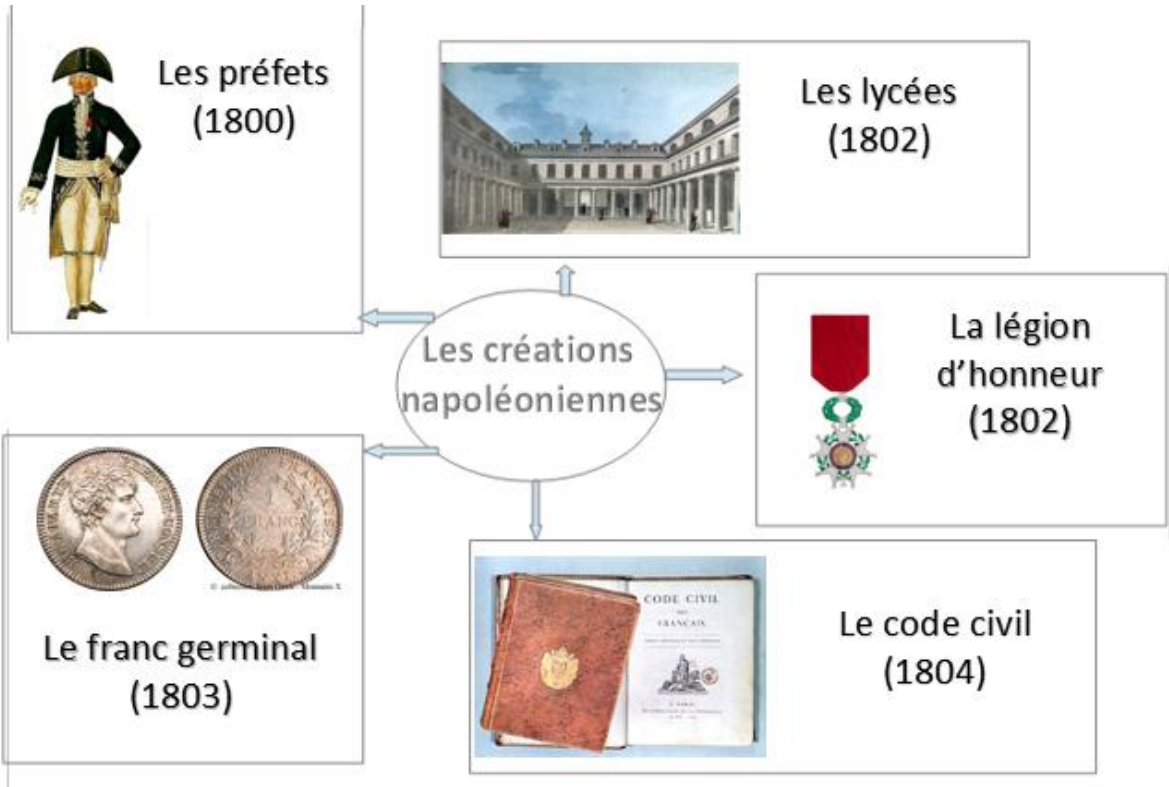 Les préfets
(1800)
Les lycées
(1802)
Les créations
napoléoniennes
La légion
d'honneur
(1802)
Le franc germinal
(1803)
CODE CIVIL
DES
FRANÇAIS
Le code civil
(1804)